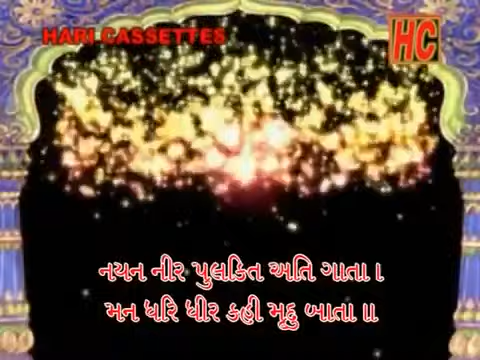 HARI CASSETTES
HC
નયન નીર પુલકિત અતિ ગાતા ।
મન ધરિ ધીર કહી મૃદુ બાતા ॥